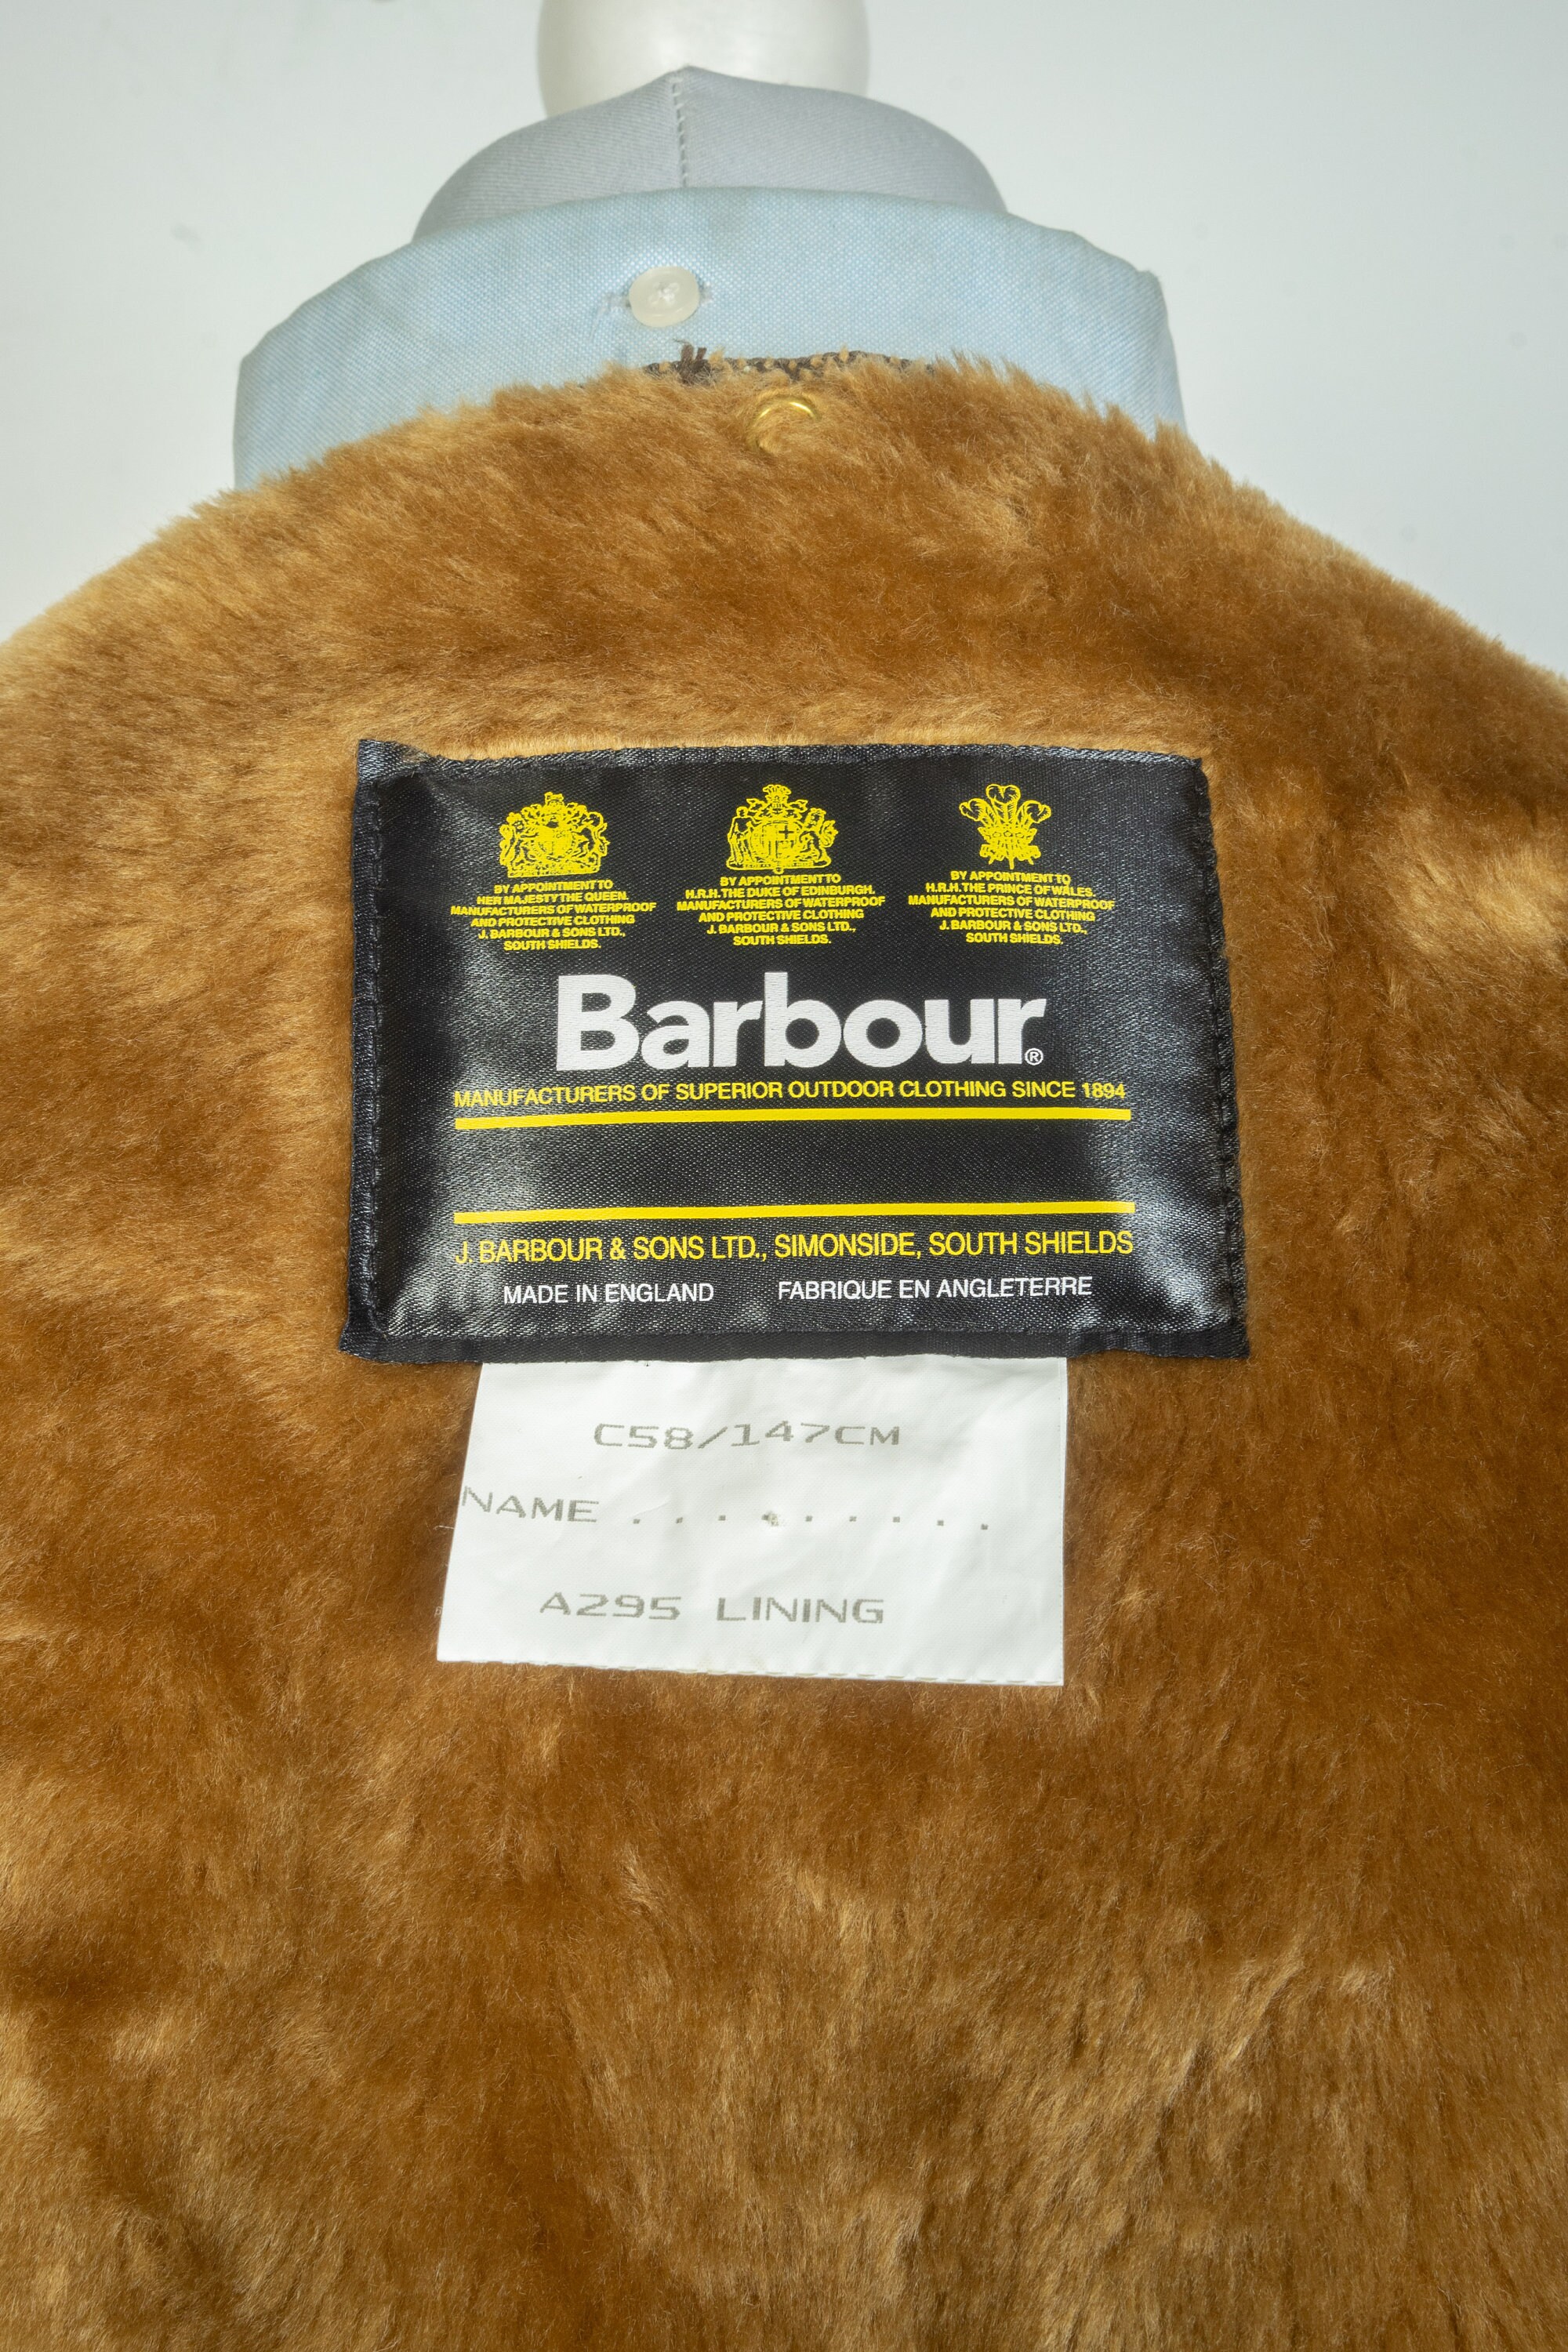 BY APPOINTMENT TO
HER MAJESTY THE QUEEN.
MANUFACTURERS OF WATERPROOF
AND PROTECTIVE CLOTHING
J. BARBOUR & SONS LTD.,
SOUTH SHIELDS.
BY APPOINTMENT TO
H.R.H. THE DUKE OF EDINBURGH.
MANUFACTURERS OF WATERPROOF
AND PROTECTIVE CLOTHING
J. BARBOUR & SONS LTD.,
SOUTH SHIELDS.
BY APPOINTMENT TO
H.R.H. THE PRINCE OF WALES.
MANUFACTURERS OF WATERPROOF
AND PROTECTIVE CLOTHING
J. BARBOUR & SONS LTD.,
SOUTH SHIELDS.
Barbour®
MANUFACTURERS OF SUPERIOR OUTDOOR CLOTHING SINCE 1894
J. BARBOUR & SONS LTD., SIMONSIDE, SOUTH SHIELDS
MADE IN ENGLAND FABRIQUE EN ANGLETERRE
C58/147CM
NAME .........
A295 LINING